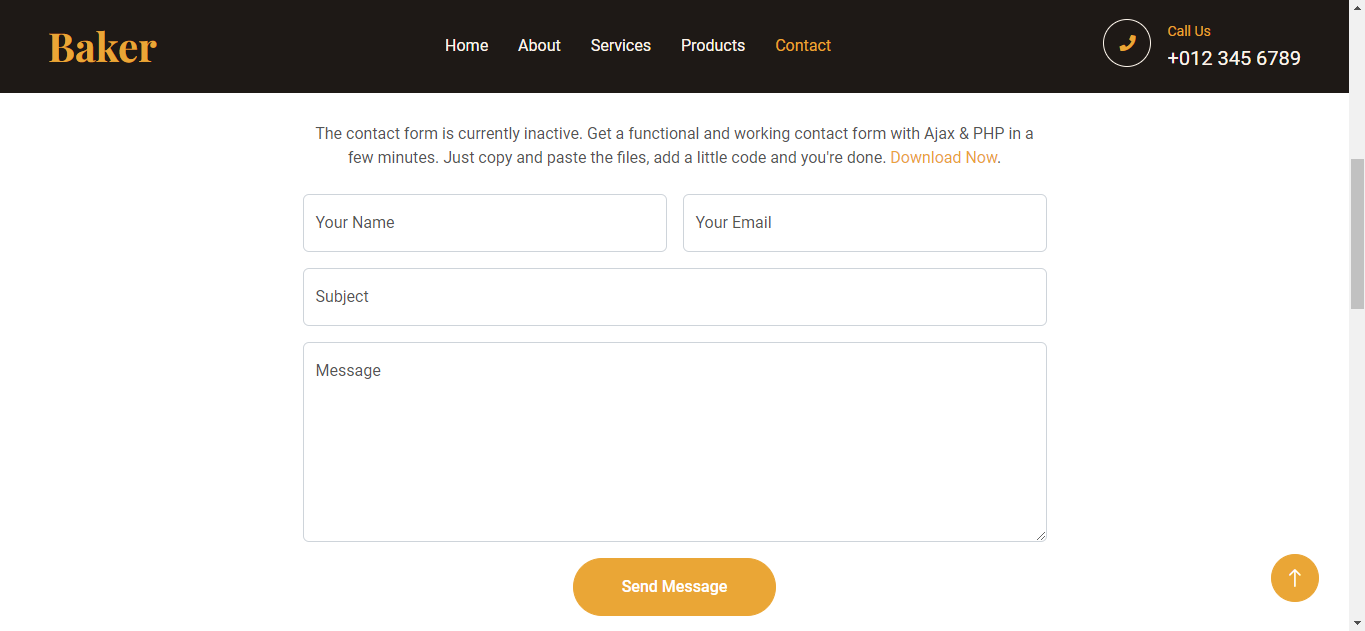 Baker
Home About Services Products Contact
Call Us
+012 345 6789
The contact form is currently inactive. Get a functional and working contact form with Ajax & PHP in a
few minutes. Just copy and paste the files, add a little code and you're done. Download Now.
Your Name
Your Email
Subject
Message
Send Message